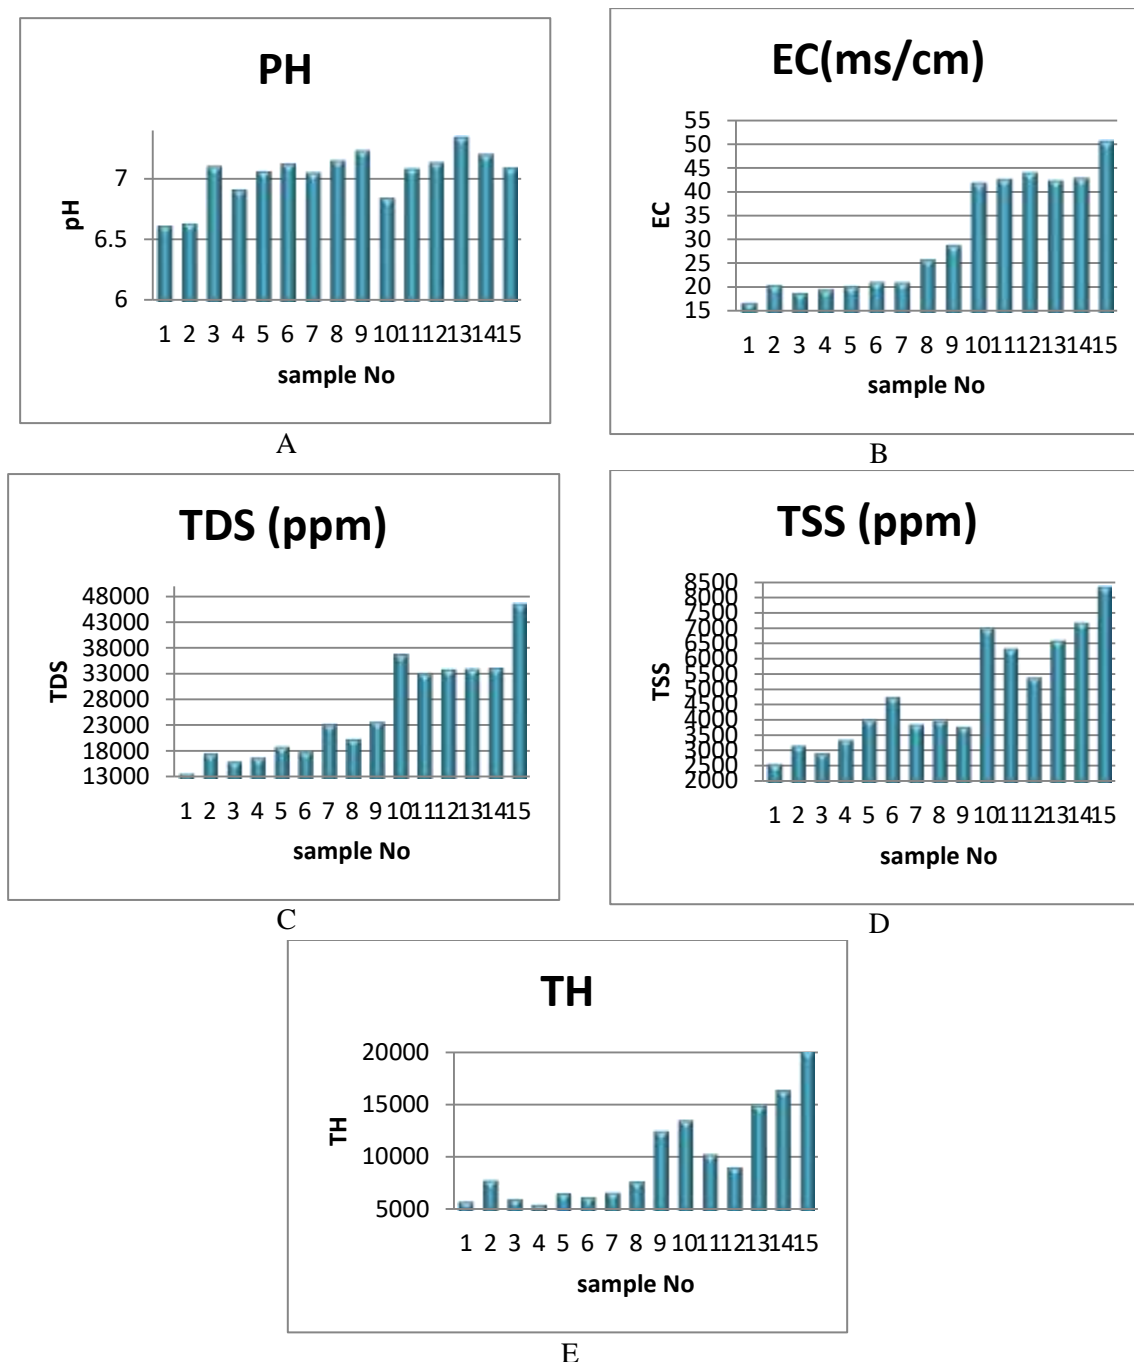 PH
7
6.5
6
pH
1 2 3 4 5 6 7 8 9 10 11 12 13 14 15
sample No
A
EC(ms/cm)
55
50
45
40
35
30
25
20
15
EC
1 2 3 4 5 6 7 8 9 10 11 12 13 14 15
sample No
B
TDS (ppm)
48000
43000
38000
33000
28000
23000
18000
13000
TDS
1 2 3 4 5 6 7 8 9 10 11 12 13 14 15
sample No
C
TSS (ppm)
8500
8000
7500
7000
6500
6000
5500
5000
4500
4000
3500
3000
2500
2000
TSS
1 2 3 4 5 6 7 8 9 10 11 12 13 14 15
sample No
D
TH
20000
15000
10000
5000
TH
1 2 3 4 5 6 7 8 9 10 11 12 13 14 15
sample No
E